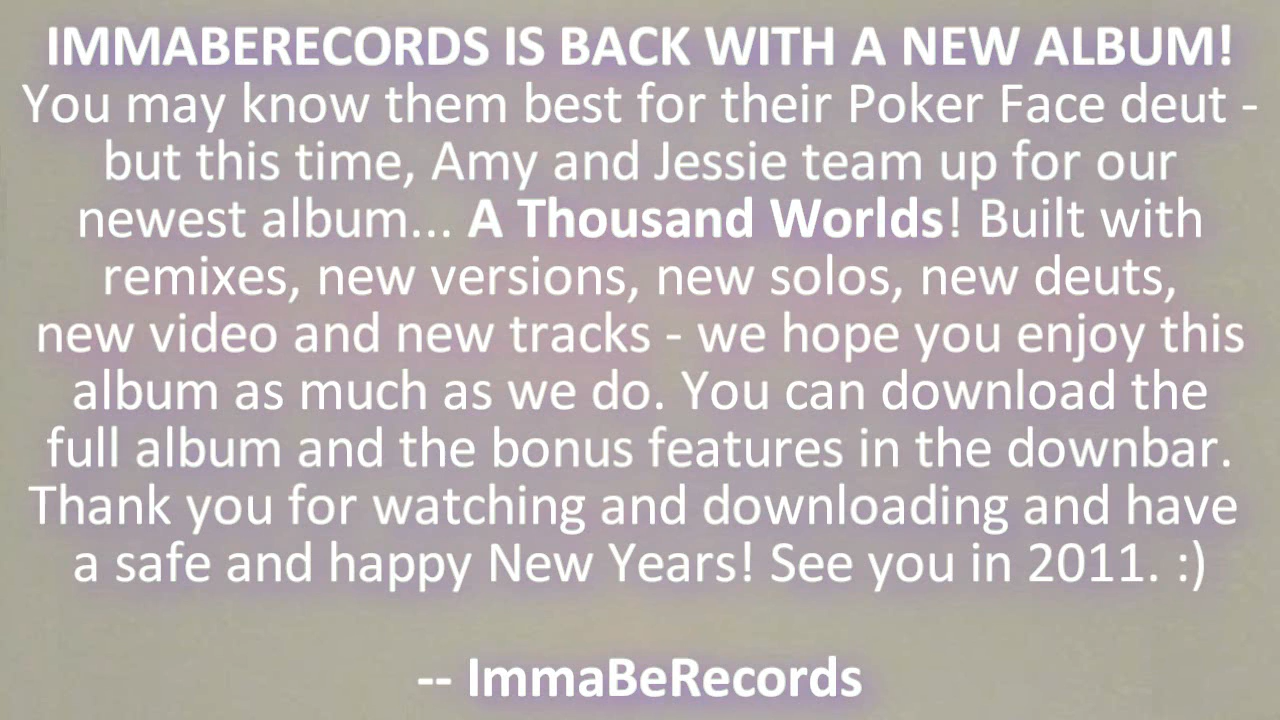 IMMABERECORDS IS BACK WITH A NEW ALBUM!
You may know them best for their Poker Face deut -
but this time, Amy and Jessie team up for our
newest album... A Thousand Worlds! Built with
remixes, new versions, new solos, new deuts,
new video and new tracks - we hope you enjoy this
album as much as we do. You can download the
full album and the bonus features in the downbar.
Thank you for watching and downloading and have
a safe and happy New Years! See you in 2011. :)
-- ImmaBeRecords